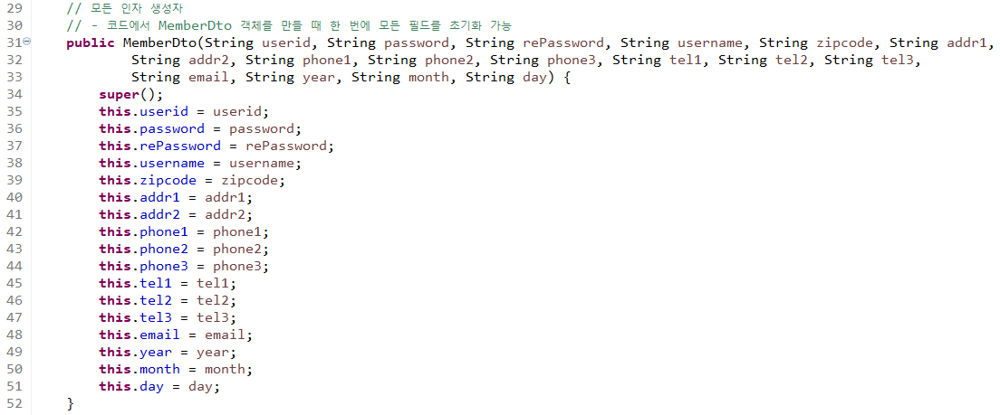 29 // 모든 인자 생성자
30 // - 코드에서 MemberDto 객체를 만들 때 한 번에 모든 필드를 초기화 가능
31 public MemberDto(String userid, String password, String rePassword, String username, String zipcode, String addr1,
32 String addr2, String phone1, String phone2, String phone3, String tel1, String tel2, String tel3,
33 String email, String year, String month, String day) {
34 super();
35 this.userid = userid;
36 this.password = password;
37 this.rePassword = rePassword;
38 this.username = username;
39 this.zipcode = zipcode;
40 this.addr1 = addr1;
41 this.addr2 = addr2;
42 this.phone1 = phone1;
43 this.phone2 = phone2;
44 this.phone3 = phone3;
45 this.tel1 = tel1;
46 this.tel2 = tel2;
47 this.tel3 = tel3;
48 this.email = email;
49 this.year = year;
50 this.month = month;
51 this.day = day;
52 }